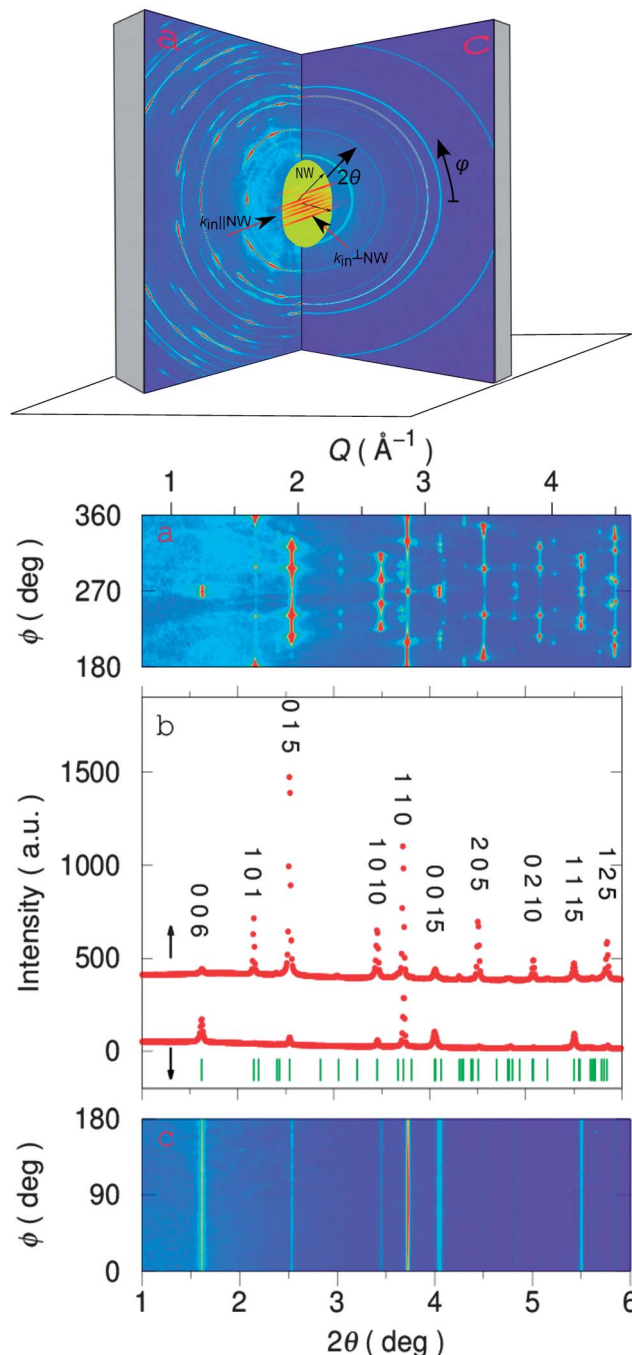 a
c
NW
2θ
φ
k in||NW
k in⊥NW
Q ( Å⁻¹ )
1 2 3 4
a
360
270
180
ϕ ( deg )
b
0 0 6
1 0 1
0 1 5
1 0 10
1 1 0
0 0 15
2 0 5
0 2 10
1 1 15
1 2 5
1500
1000
500
0
Intensity ( a.u. )
c
180
90
0
ϕ ( deg )
1 2 3 4 5 6
2θ ( deg )